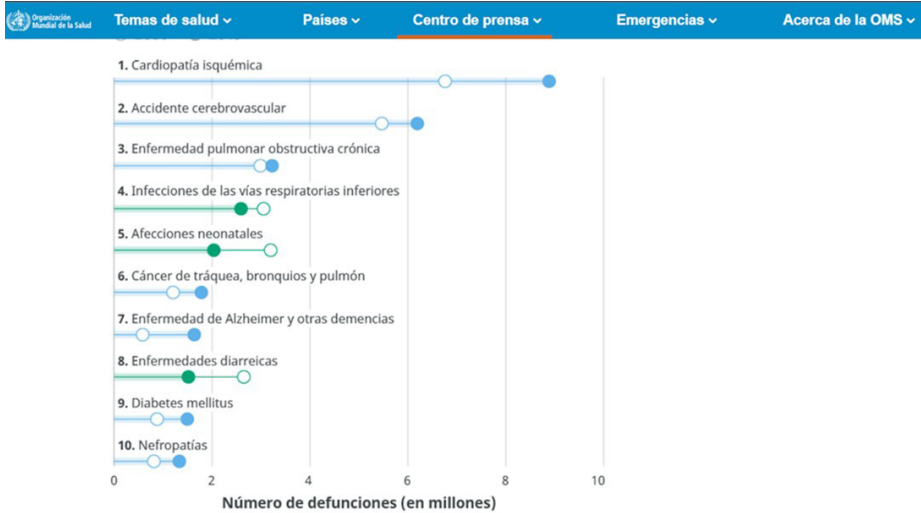 Organización
Mundial de la Salud
Temas de salud
Países
Centro de prensa
Emergencias
Acerca de la OMS
1. Cardiopatía isquémica
2. Accidente cerebrovascular
3. Enfermedad pulmonar obstructiva crónica
4. Infecciones de las vías respiratorias inferiores
5. Afecciones neonatales
6. Cáncer de tráquea, bronquios y pulmón
7. Enfermedad de Alzheimer y otras demencias
8. Enfermedades diarreicas
9. Diabetes mellitus
10. Nefropatías
0 2 4 6 8 10
Número de defunciones (en millones)